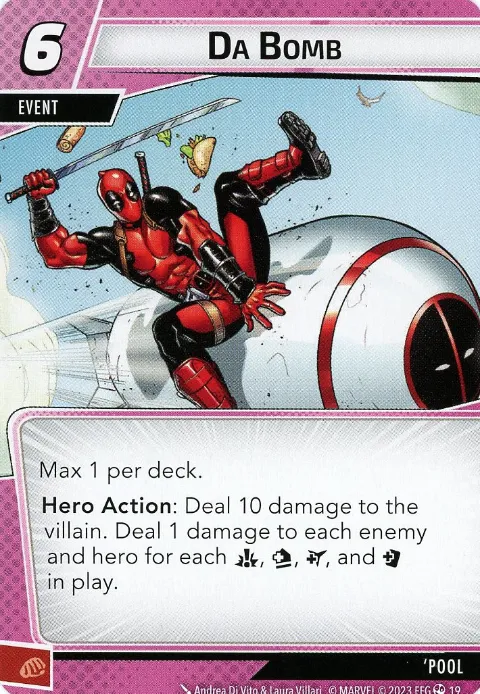 6
DA BOMB
EVENT
Max 1 per deck.
Hero Action: Deal 10 damage to the
villain. Deal 1 damage to each enemy
and hero for each , , , and
in play.
'POOL
Andrea Di Vito & Laura Villari. © MARVEL © 2023 FFG 19